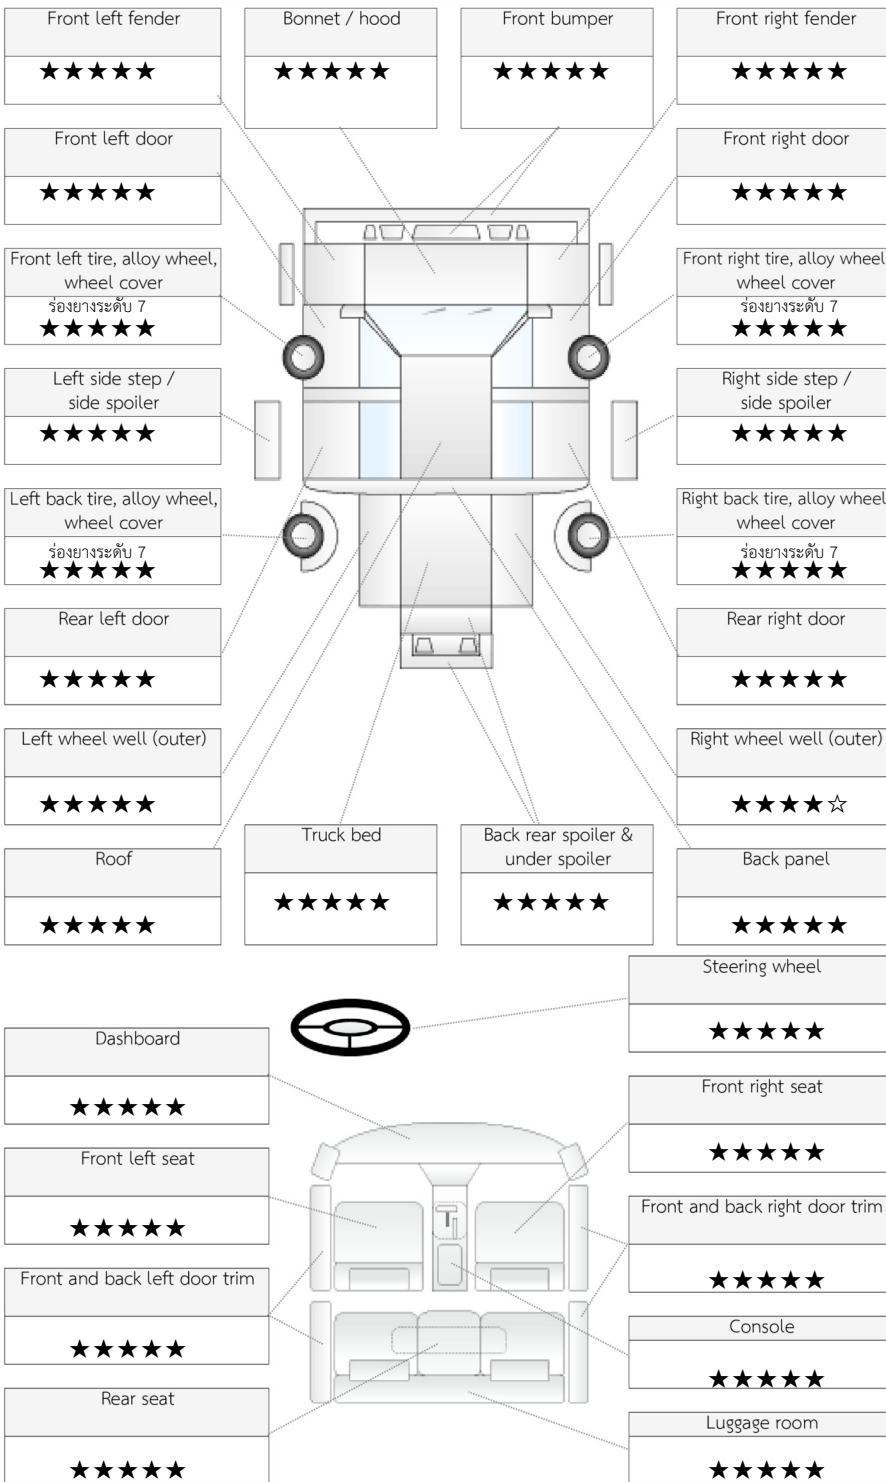 Front left fender
★★★★★
Bonnet / hood
★★★★★
Front bumper
★★★★★
Front right fender
★★★★★
Front left door
★★★★★
Front right door
★★★★★
Front left tire, alloy wheel,
wheel cover
ร่องยางระดับ 7
★★★★★
Front right tire, alloy wheel
wheel cover
ร่องยางระดับ 7
★★★★★
Left side step /
side spoiler
★★★★★
Right side step /
side spoiler
★★★★★
Left back tire, alloy wheel,
wheel cover
ร่องยางระดับ 7
★★★★★
Right back tire, alloy wheel
wheel cover
ร่องยางระดับ 7
★★★★★
Rear left door
★★★★★
Rear right door
★★★★★
Left wheel well (outer)
★★★★★
Right wheel well (outer)
★★★★☆
Roof
★★★★★
Truck bed
★★★★★
Back rear spoiler &
under spoiler
★★★★★
Back panel
★★★★★
Steering wheel
★★★★★
Dashboard
★★★★★
Front right seat
★★★★★
Front left seat
★★★★★
Front and back right door trim
★★★★★
Front and back left door trim
★★★★★
Console
★★★★★
Rear seat
★★★★★
Luggage room
★★★★★